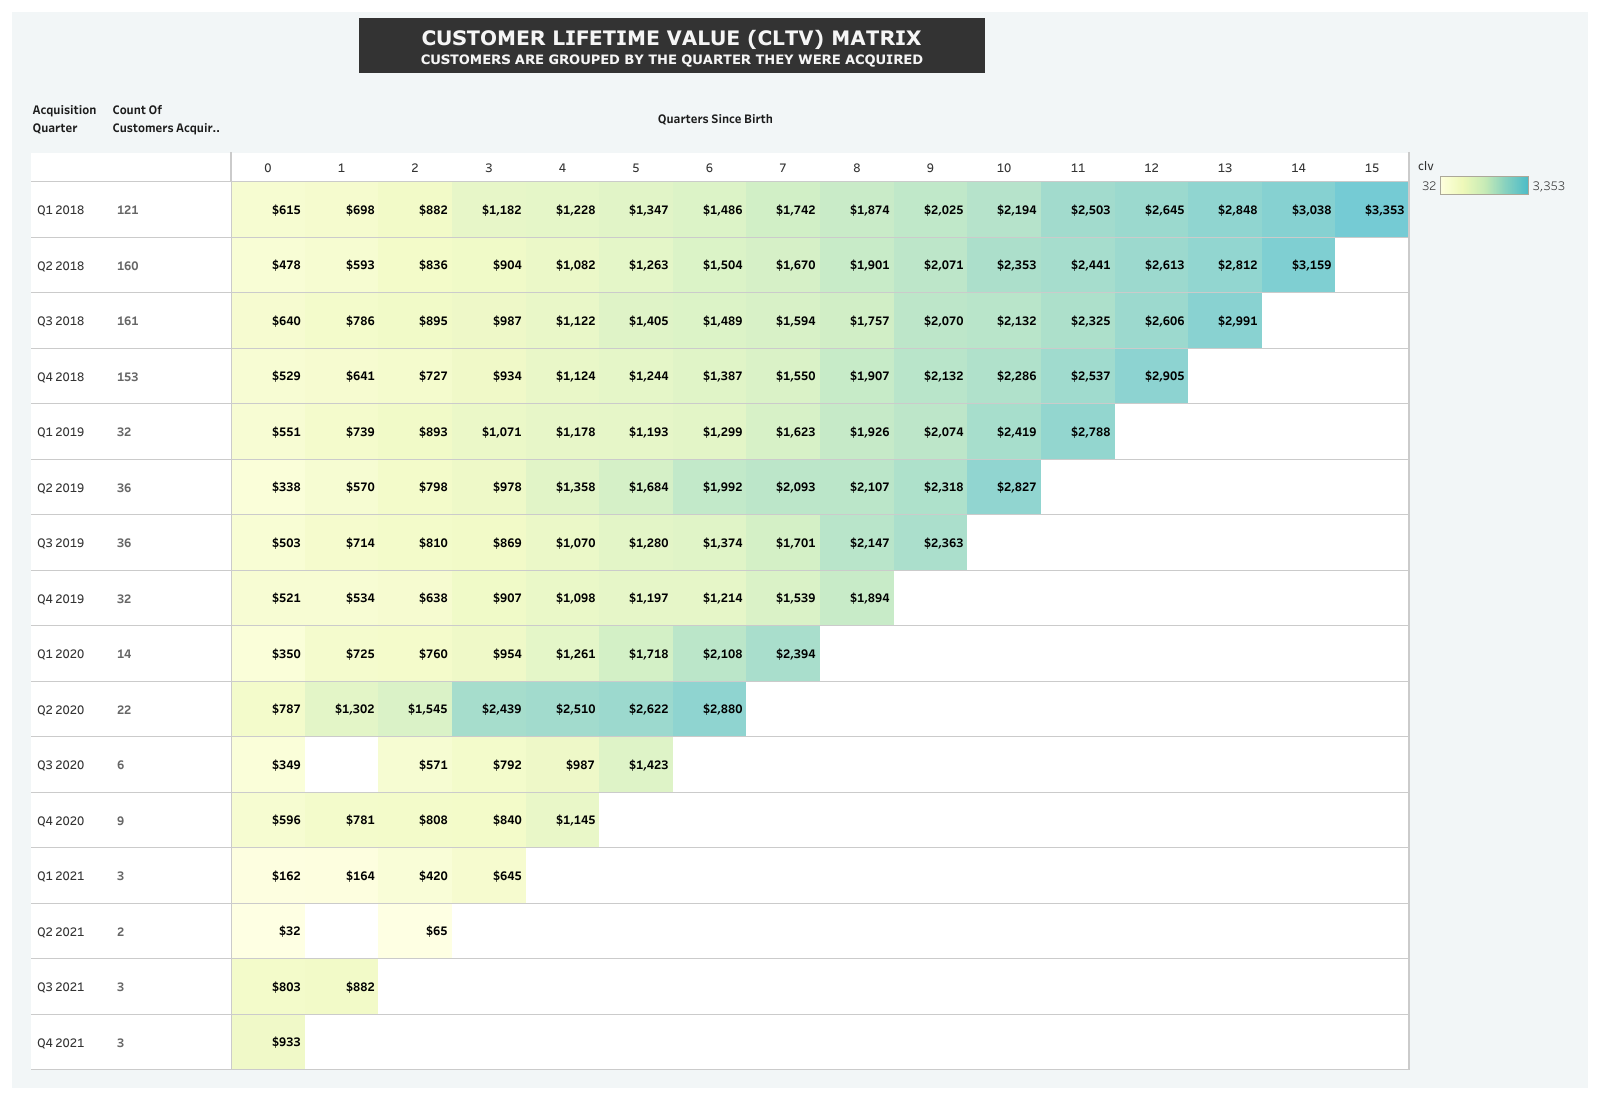 CUSTOMER LIFETIME VALUE (CLTV) MATRIX
CUSTOMERS ARE GROUPED BY THE QUARTER THEY WERE ACQUIRED
Acquisition Quarter Count Of Customers Acquir..
Quarters Since Birth
0 1 2 3 4 5 6 7 8 9 10 11 12 13 14 15
clv
32 3,353
Q1 2018 121 $615 $698 $882 $1,182 $1,228 $1,347 $1,486 $1,742 $1,874 $2,025 $2,194 $2,503 $2,645 $2,848 $3,038 $3,353
Q2 2018 160 $478 $593 $836 $904 $1,082 $1,263 $1,504 $1,670 $1,901 $2,071 $2,353 $2,441 $2,613 $2,812 $3,159
Q3 2018 161 $640 $786 $895 $987 $1,122 $1,405 $1,489 $1,594 $1,757 $2,070 $2,132 $2,325 $2,606 $2,991
Q4 2018 153 $529 $641 $727 $934 $1,124 $1,244 $1,387 $1,550 $1,907 $2,132 $2,286 $2,537 $2,905
Q1 2019 32 $551 $739 $893 $1,071 $1,178 $1,193 $1,299 $1,623 $1,926 $2,074 $2,419 $2,788
Q2 2019 36 $338 $570 $798 $978 $1,358 $1,684 $1,992 $2,093 $2,107 $2,318 $2,827
Q3 2019 36 $503 $714 $810 $869 $1,070 $1,280 $1,374 $1,701 $2,147 $2,363
Q4 2019 32 $521 $534 $638 $907 $1,098 $1,197 $1,214 $1,539 $1,894
Q1 2020 14 $350 $725 $760 $954 $1,261 $1,718 $2,108 $2,394
Q2 2020 22 $787 $1,302 $1,545 $2,439 $2,510 $2,622 $2,880
Q3 2020 6 $349 $571 $792 $987 $1,423
Q4 2020 9 $596 $781 $808 $840 $1,145
Q1 2021 3 $162 $164 $420 $645
Q2 2021 2 $32 $65
Q3 2021 3 $803 $882
Q4 2021 3 $933